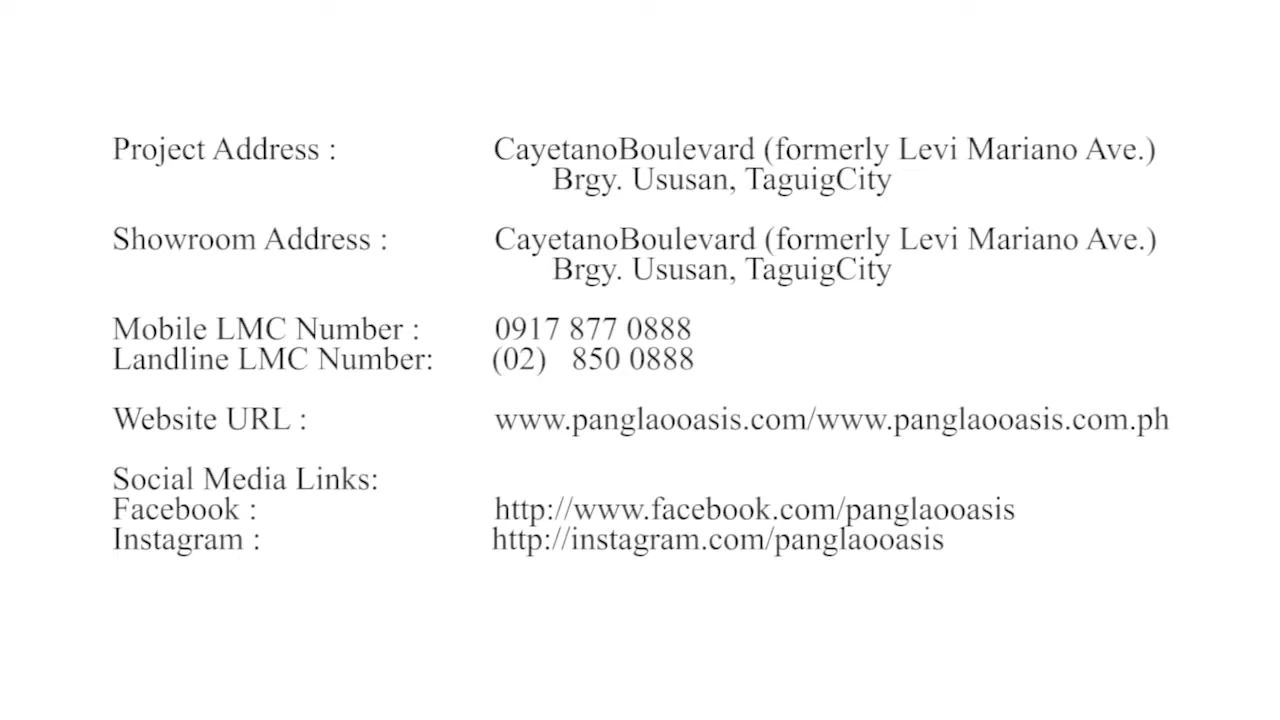 Project Address : CayetanoBoulevard (formerly Levi Mariano Ave.)
Brgy. Ususan, TaguigCity
Showroom Address : CayetanoBoulevard (formerly Levi Mariano Ave.)
Brgy. Ususan, TaguigCity
Mobile LMC Number : 0917 877 0888
Landline LMC Number: (02) 850 0888
Website URL : www.panglaooasis.com/www.panglaooasis.com.ph
Social Media Links:
Facebook : http://www.facebook.com/panglaooasis
Instagram : http://instagram.com/panglaooasis